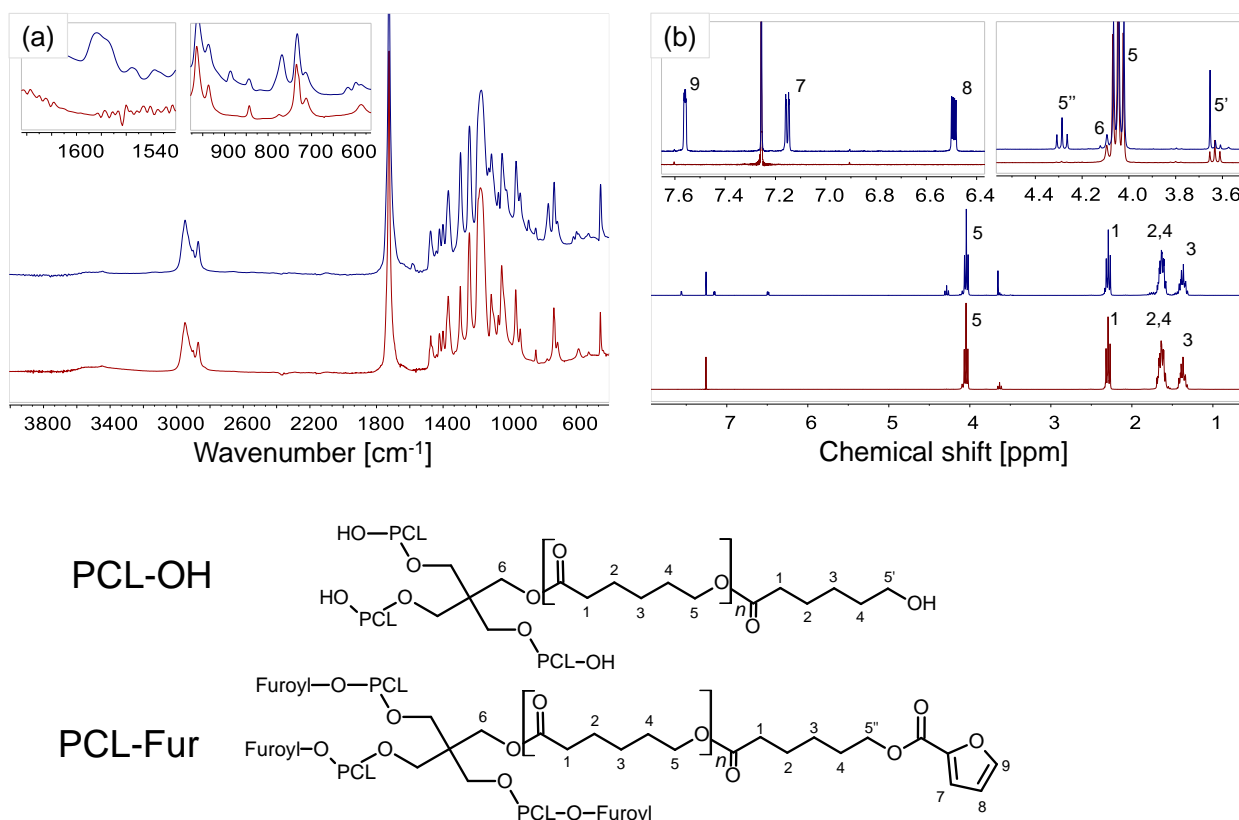 (a)
1600 1540
900 800 700 600
4000 3800 3000 2600 2200 1800 1400 1000 600
Wavenumber [cm-1]
(b)
9 7 8
7.6 7.4 7.2 7.0 6.8 6.6 6.4
5'' 6 5 5'
4.4 4.2 4.0 3.8 3.6
5 1 2,4 3
5 1 2,4 3
7 6 5 4 3 2 1
Chemical shift [ppm]
PCL-OH
HO PCL
O
HO
PCL O
O
PCL-OH
6 O O 2 4 O n O 1 3 5' OH
1 3 5 2 4
PCL-Fur
Furoyl-O-PCL
O
Furoyl-O
PCL O
O
PCL-O-Furoyl
6 O O 2 4 O n O 1 3 5" O O O 9
1 3 5 2 4 7 8